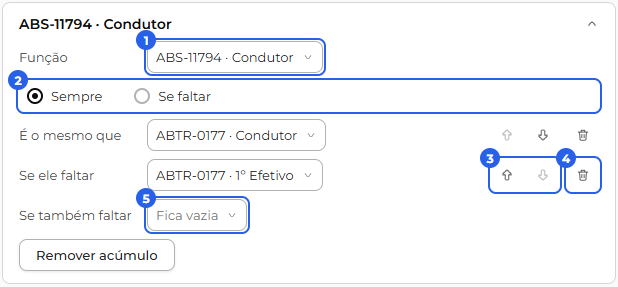 ABS-11794 · Condutor
1
Função ABS-11794 · Condutor
2
Sempre Se faltar
É o mesmo que ABTR-0177 · Condutor
3 4
Se ele faltar ABTR-0177 · 1º Efetivo
5
Se também faltar Fica vazia
Remover acúmulo